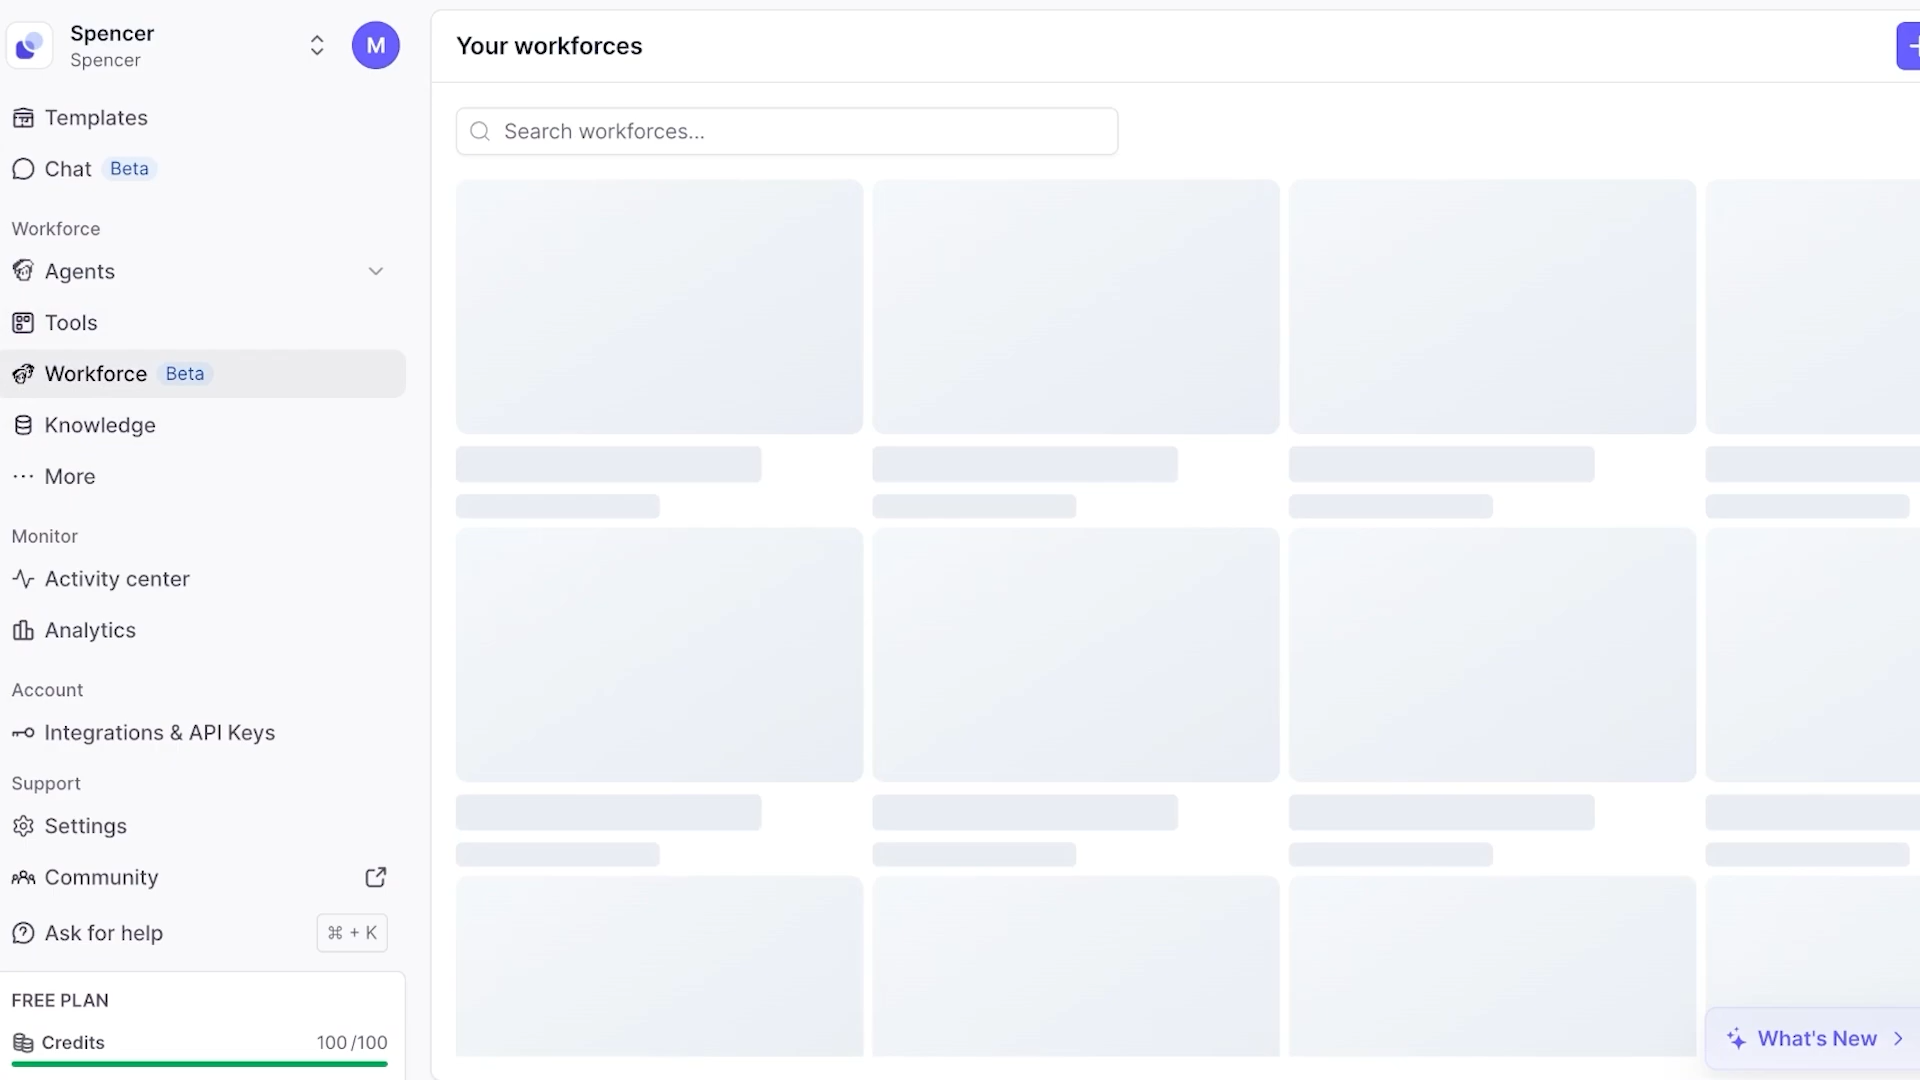 Spencer
Spencer
M
Templates
Chat Beta
Workforce
Agents
Tools
Workforce Beta
Knowledge
More
Monitor
Activity center
Analytics
Account
Integrations & API Keys
Support
Settings
Community
Ask for help ⌘ + K
FREE PLAN
Credits 100/100
Your workforces
Search workforces...
What's New